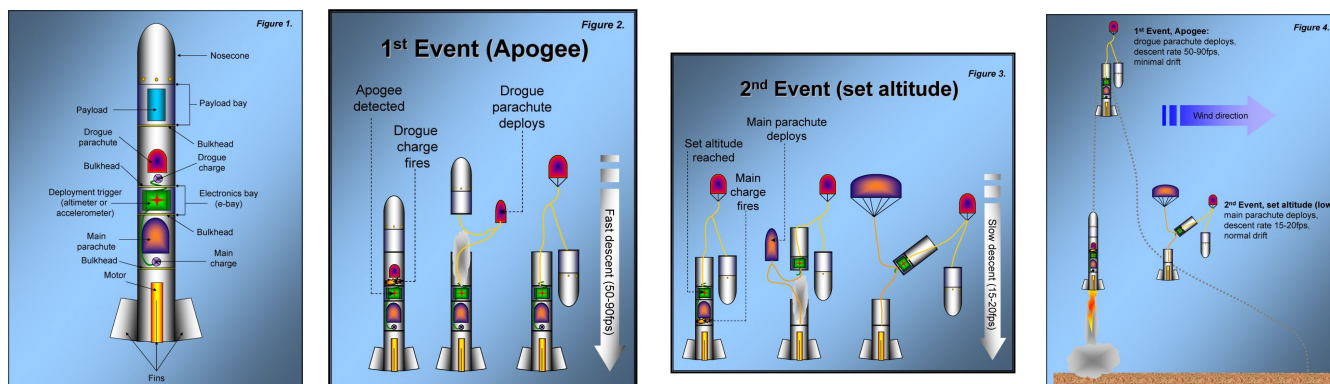 Figure 1.
Nosecone
Payload
Payload bay
Bulkhead
Drogue
parachute
Drogue
charge
Bulkhead
Deployment trigger
(altimeter or
accelerometer)
Electronics bay
(e-bay)
Bulkhead
Main
parachute
Main
charge
Bulkhead
Motor
Fins
Figure 2.
1st Event (Apogee)
Apogee
detected
Drogue
charge
fires
Drogue
parachute
deploys
Fast descent (50-90fps)
Figure 3.
2nd Event (set altitude)
Main parachute
deploys
Set altitude
reached
Main
charge
fires
Slow descent (15-20fps)
Figure 4.
1st Event, Apogee:
drogue parachute deploys,
descent rate 50-90fps,
minimal drift
Wind direction
2nd Event, set altitude (low
main parachute deploys,
descent rate 15-20fps,
normal drift